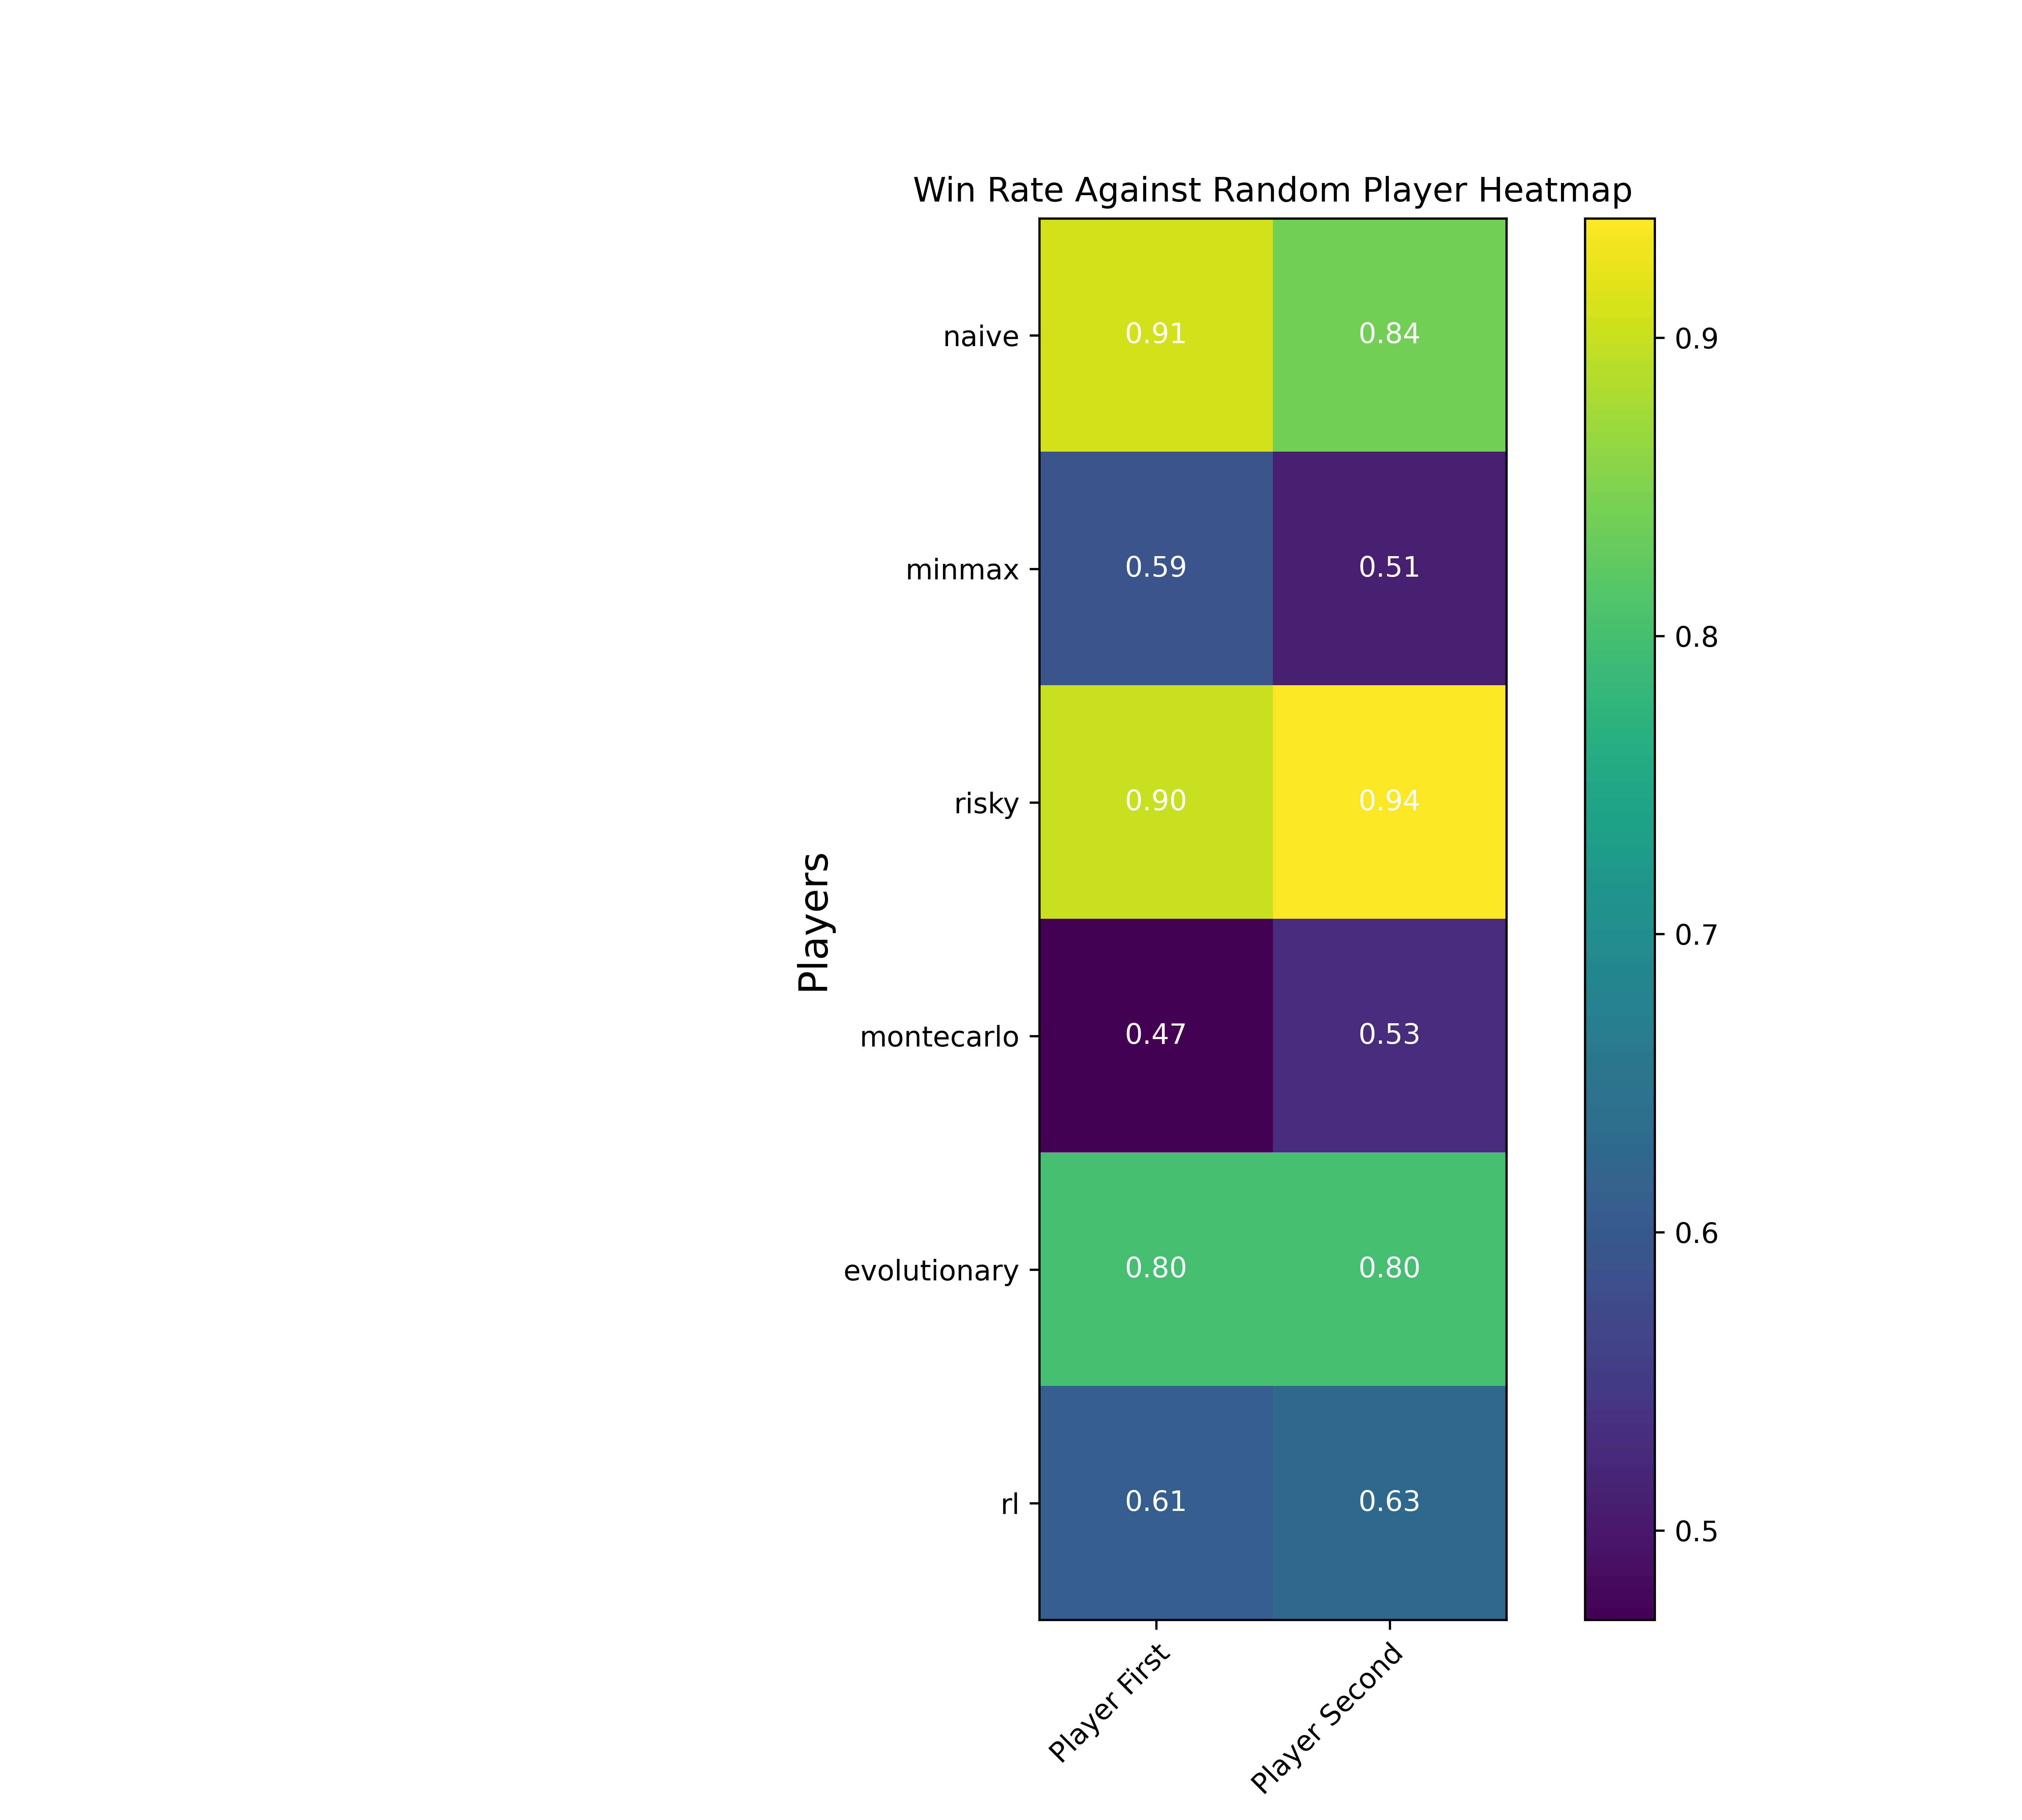 Win Rate Against Random Player Heatmap
Players
naive 0.91 0.84
minmax 0.59 0.51
risky 0.90 0.94
montecarlo 0.47 0.53
evolutionary 0.80 0.80
rl 0.61 0.63
Player First
Player Second
0.9
0.8
0.7
0.6
0.5